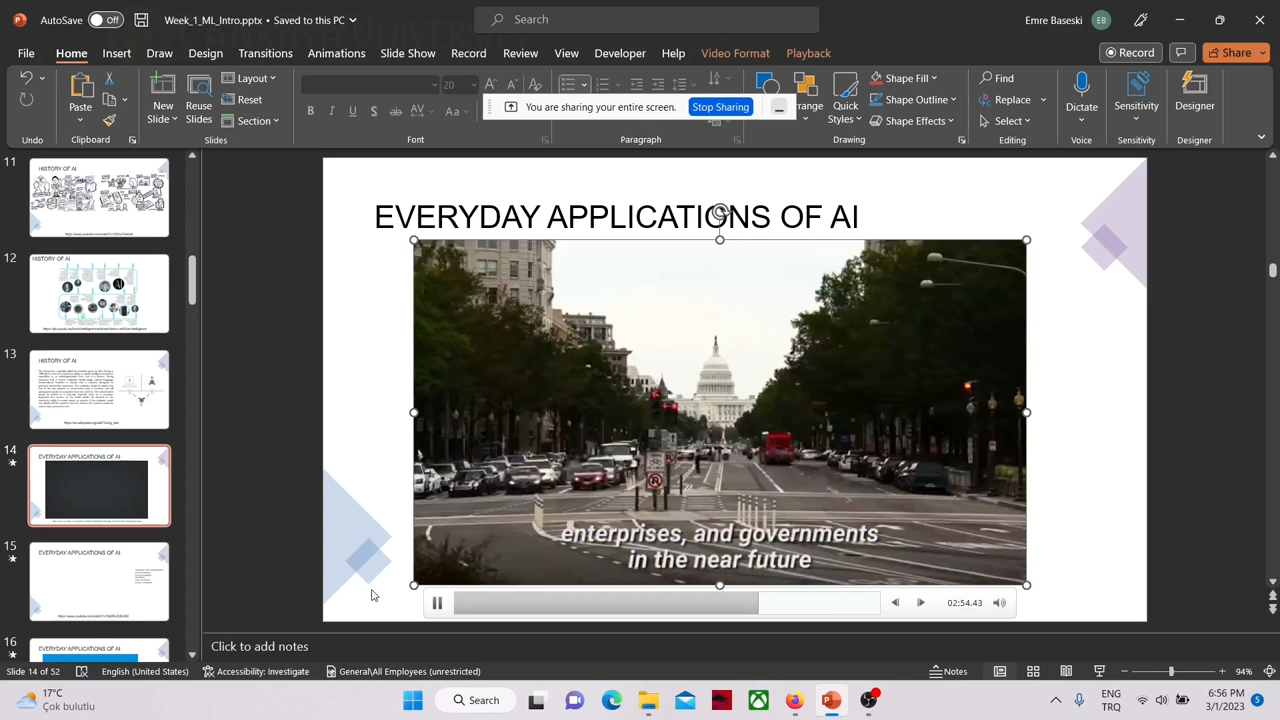 AutoSave Off Week_1_ML_Intro.pptx • Saved to this PC Search Emre Baseski EB
File Home Insert Draw Design Transitions Animations Slide Show Record Review View Developer Help Video Format Playback Record Share
Paste New Slide Reuse Slides Layout Reset Section 20 Quick Styles Shape Fill Shape Outline Shape Effects Find Replace Select Dictate Sensitivity Designer
You are sharing your entire screen. Stop Sharing
Undo Clipboard Slides Font Paragraph Drawing Editing Voice Sensitivity Designer
11
HISTORY OF AI
12
HISTORY OF AI
13
HISTORY OF AI
14
EVERYDAY APPLICATIONS OF AI
15
EVERYDAY APPLICATIONS OF AI
16
EVERYDAY APPLICATIONS OF AI
EVERYDAY APPLICATIONS OF AI
enterprises, and governments
in the near future
02:54.43
Click to add notes
Slide 14 of 52 English (United States) Accessibility: Investigate General\All Employees (unrestricted) Notes 94%
17°C
Çok bulutlu
Search
ENG
TRQ
6:56 PM
3/1/2023
5